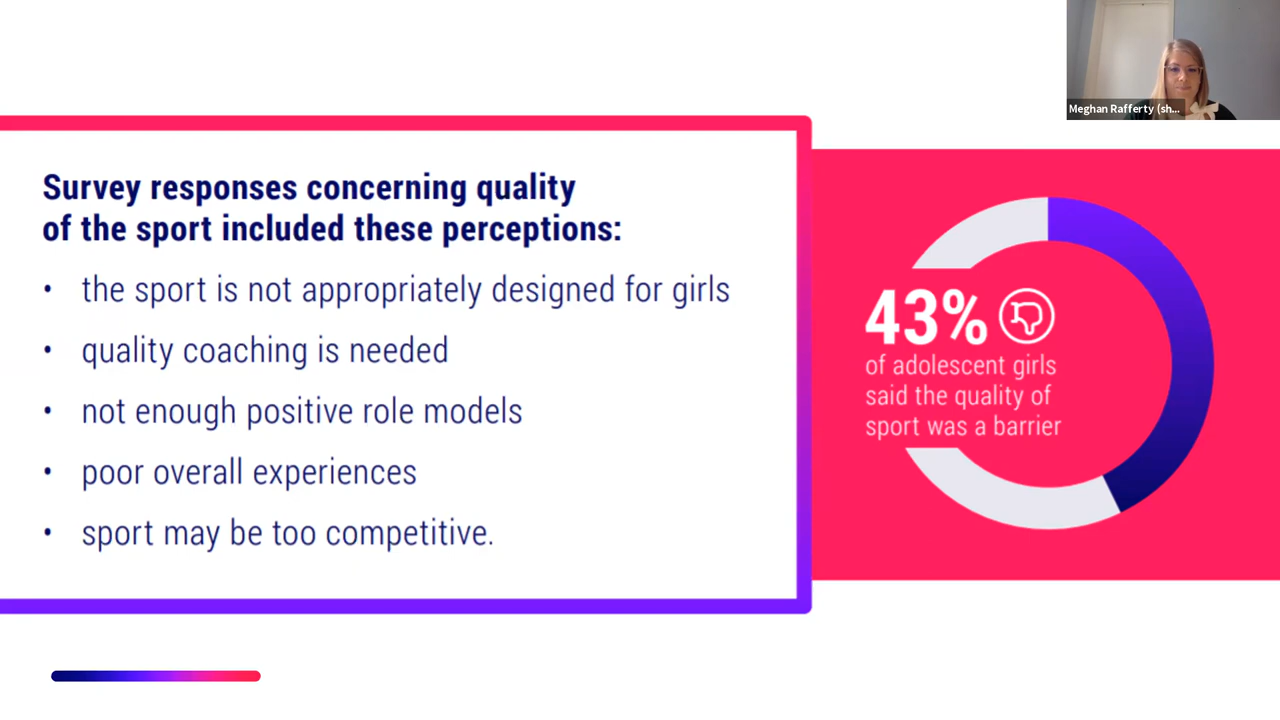 Meghan Rafferty (sh...
Survey responses concerning quality
of the sport included these perceptions:
• the sport is not appropriately designed for girls
• quality coaching is needed
• not enough positive role models
• poor overall experiences
• sport may be too competitive.
43%
of adolescent girls
said the quality of
sport was a barrier